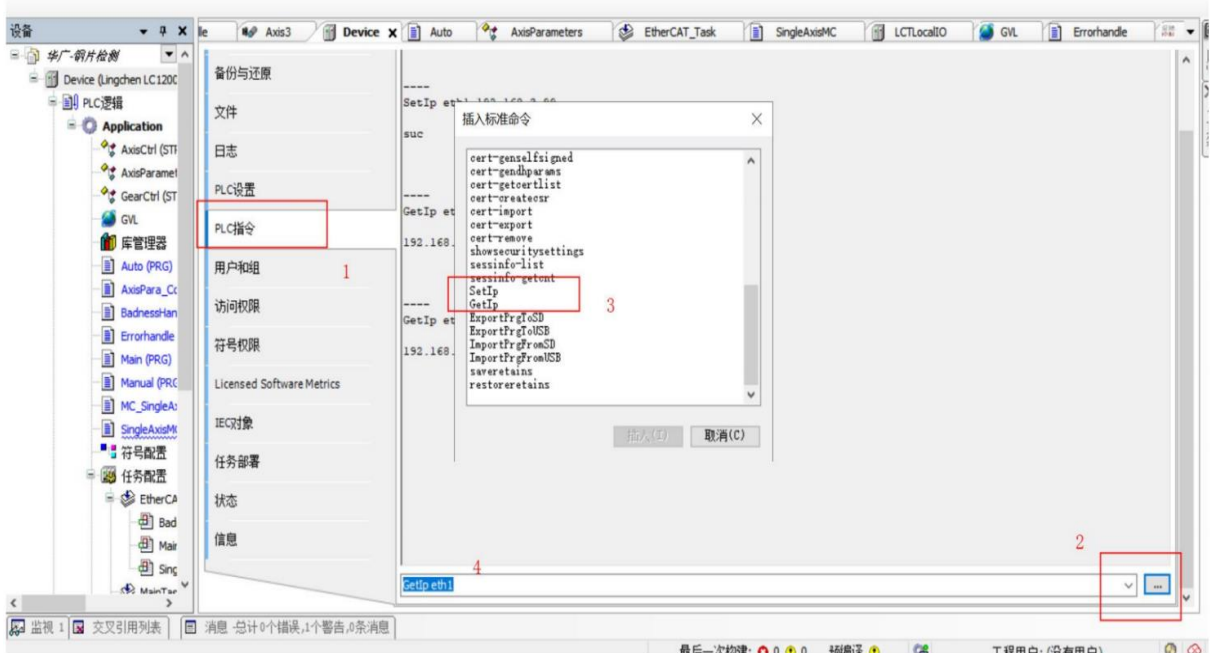 设备
le
Axis3
Device
Auto
AxisParameters
EtherCAT_Task
SingleAxisMC
LCTLocalIO
GVL
Errorhandle
华广-钢片检测
Device (Lingchen LC120C
PLC逻辑
Application
AxisCtrl (STR
AxisParamet
GearCtrl (ST
GVL
库管理器
Auto (PRG)
AxisPara_Co
BadnessHan
Errorhandle
Main (PRG)
Manual (PRG
MC_SingleAx
SingleAxisMC
符号配置
任务配置
EtherCA
Bad
Main
Sing
MainTas
备份与还原
文件
日志
PLC设置
PLC指令
用户和组
访问权限
符号权限
Licensed Software Metrics
IEC对象
任务部署
状态
信息
1
----
SetIp eth1 192.168.
suc
----
GetIp et
192.168.
----
GetIp et
192.168.
插入标准命令
cert-genselfsigned
cert-gendhparams
cert-getcertlist
cert-createcsr
cert-import
cert-export
cert-remove
showsecuritysettings
sessinfo-list
sessinfo-getcnt
SetIp
GetIp
ExportPrgToSD
ExportPrgToUSB
ImportPrgFromSD
ImportPrgFromUSB
saveretains
restoreretains
3
插入(I)
取消(C)
2
4
GetIp eth1
...
监视 1
交叉引用列表
消息 -总计0个错误,1个警告,0条消息
最后一次构建: 0 0
预编译
工程用户: (没有用户)